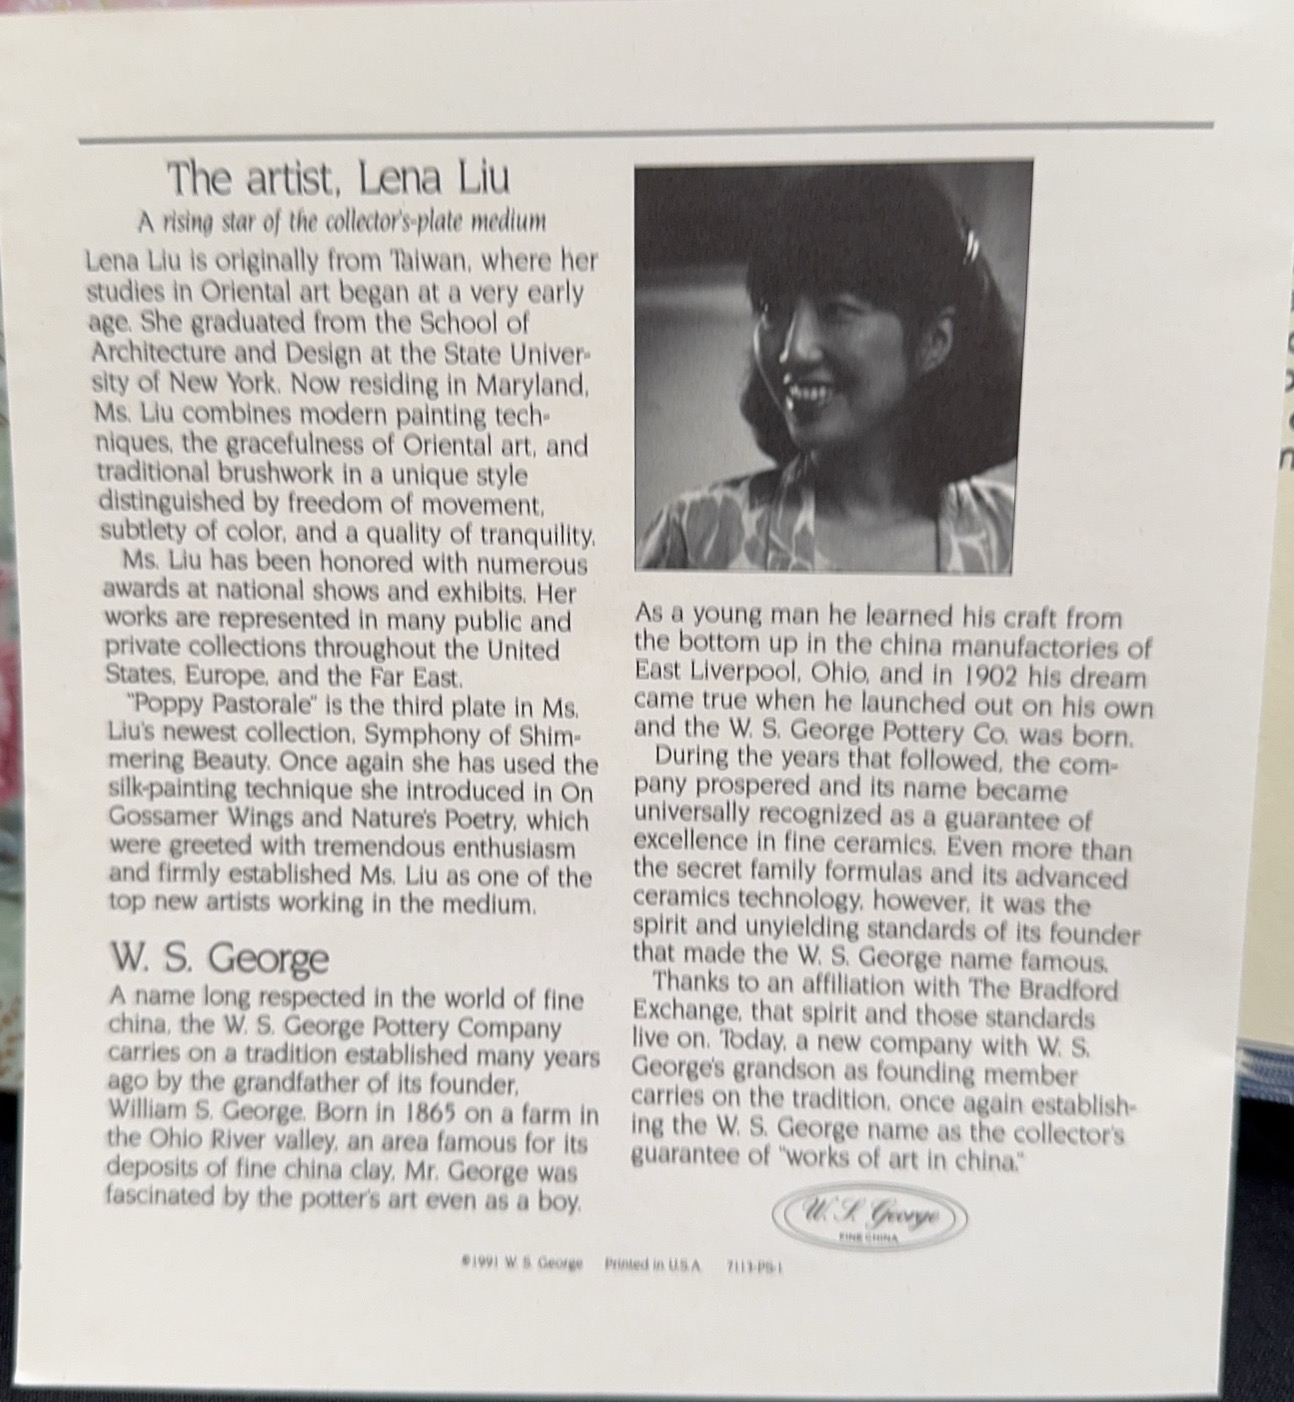 The artist, Lena Liu
A rising star of the collector's-plate medium
Lena Liu is originally from Taiwan, where her
studies in Oriental art began at a very early
age. She graduated from the School of
Architecture and Design at the State Univer-
sity of New York. Now residing in Maryland,
Ms. Liu combines modern painting tech-
niques, the gracefulness of Oriental art, and
traditional brushwork in a unique style
distinguished by freedom of movement,
subtlety of color, and a quality of tranquility.
Ms. Liu has been honored with numerous
awards at national shows and exhibits. Her
works are represented in many public and
private collections throughout the United
States, Europe, and the Far East.
"Poppy Pastorale" is the third plate in Ms.
Liu's newest collection, Symphony of Shim-
mering Beauty. Once again she has used the
silk-painting technique she introduced in On
Gossamer Wings and Nature's Poetry, which
were greeted with tremendous enthusiasm
and firmly established Ms. Liu as one of the
top new artists working in the medium.
W. S. George
A name long respected in the world of fine
china, the W. S. George Pottery Company
carries on a tradition established many years
ago by the grandfather of its founder,
William S. George. Born in 1865 on a farm in
the Ohio River valley, an area famous for its
deposits of fine china clay, Mr. George was
fascinated by the potter's art even as a boy.
As a young man he learned his craft from
the bottom up in the china manufactories of
East Liverpool, Ohio, and in 1902 his dream
came true when he launched out on his own
and the W. S. George Pottery Co. was born.
During the years that followed, the com-
pany prospered and its name became
universally recognized as a guarantee of
excellence in fine ceramics. Even more than
the secret family formulas and its advanced
ceramics technology, however, it was the
spirit and unyielding standards of its founder
that made the W. S. George name famous.
Thanks to an affiliation with The Bradford
Exchange, that spirit and those standards
live on. Today, a new company with W. S.
George's grandson as founding member
carries on the tradition, once again establish-
ing the W. S. George name as the collector's
guarantee of "works of art in china."
W. S. George
FINE CHINA
©1991 W. S. George Printed in U.S.A. 7113-PS-1